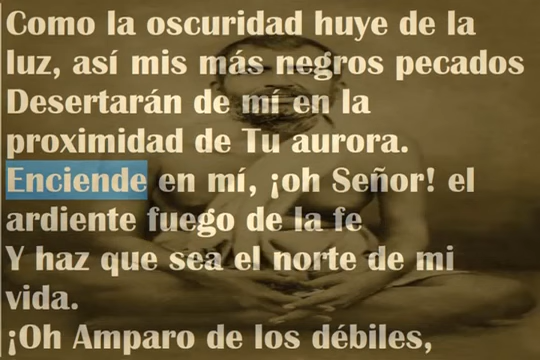 Como la oscuridad huye de la
luz, así mis más negros pecados
Desertarán de mí en la
proximidad de Tu aurora.
Enciende en mí, ¡oh Señor! el
ardiente fuego de la fe
Y haz que sea el norte de mi
vida.
¡Oh Amparo de los débiles,